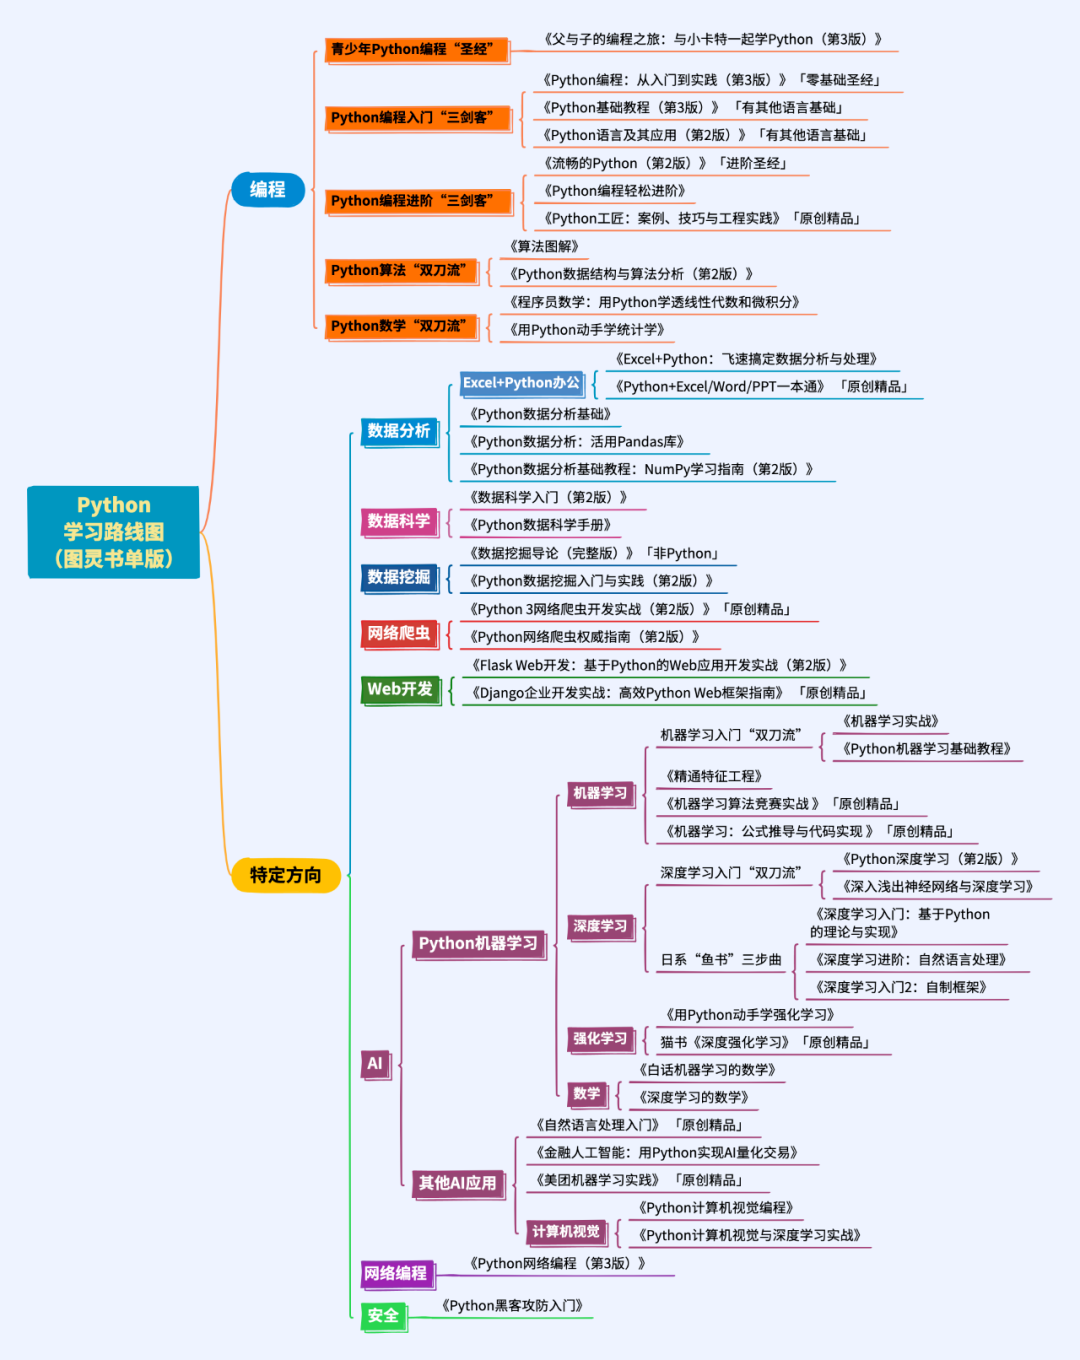 Python
学习路线图
（图灵书单版）
编程
青少年Python编程“圣经”
《父与子的编程之旅：与小卡特一起学Python（第3版）》
Python编程入门“三剑客”
《Python编程：从入门到实践（第3版）》「零基础圣经」
《Python基础教程（第3版）》「有其他语言基础」
《Python语言及其应用（第2版）》「有其他语言基础」
Python编程进阶“三剑客”
《流畅的Python（第2版）》「进阶圣经」
《Python编程轻松进阶》
《Python工匠：案例、技巧与工程实践》「原创精品」
Python算法“双刀流”
《算法图解》
《Python数据结构与算法分析（第2版）》
Python数学“双刀流”
《程序员数学：用Python学透线性代数和微积分》
《用Python动手学统计学》
特定方向
数据分析
Excel+Python办公
《Excel+Python：飞速搞定数据分析与处理》
《Python+Excel/Word/PPT一本通》「原创精品」
《Python数据分析基础》
《Python数据分析：活用Pandas库》
《Python数据分析基础教程：NumPy学习指南（第2版）》
数据科学
《数据科学入门（第2版）》
《Python数据科学手册》
数据挖掘
《数据挖掘导论（完整版）》「非Python」
《Python数据挖掘入门与实践（第2版）》
网络爬虫
《Python 3网络爬虫开发实战（第2版）》「原创精品」
《Python网络爬虫权威指南（第2版）》
Web开发
《Flask Web开发：基于Python的Web应用开发实战（第2版）》
《Django企业开发实战：高效Python Web框架指南》「原创精品」
AI
Python机器学习
机器学习
机器学习入门“双刀流”
《机器学习实战》
《Python机器学习基础教程》
《精通特征工程》
《机器学习算法竞赛实战 》「原创精品」
《机器学习：公式推导与代码实现 》「原创精品」
深度学习
深度学习入门“双刀流”
《Python深度学习（第2版）》
《深入浅出神经网络与深度学习》
日系“鱼书”三步曲
《深度学习入门：基于Python
的理论与实现》
《深度学习进阶：自然语言处理》
《深度学习入门2：自制框架》
强化学习
《用Python动手学强化学习》
猫书《深度强化学习》「原创精品」
数学
《白话机器学习的数学》
《深度学习的数学》
其他AI应用
《自然语言处理入门》「原创精品」
《金融人工智能：用Python实现AI量化交易》
《美团机器学习实践》「原创精品」
计算机视觉
《Python计算机视觉编程》
《Python计算机视觉与深度学习实战》
网络编程
《Python网络编程（第3版）》
安全
《Python黑客攻防入门》